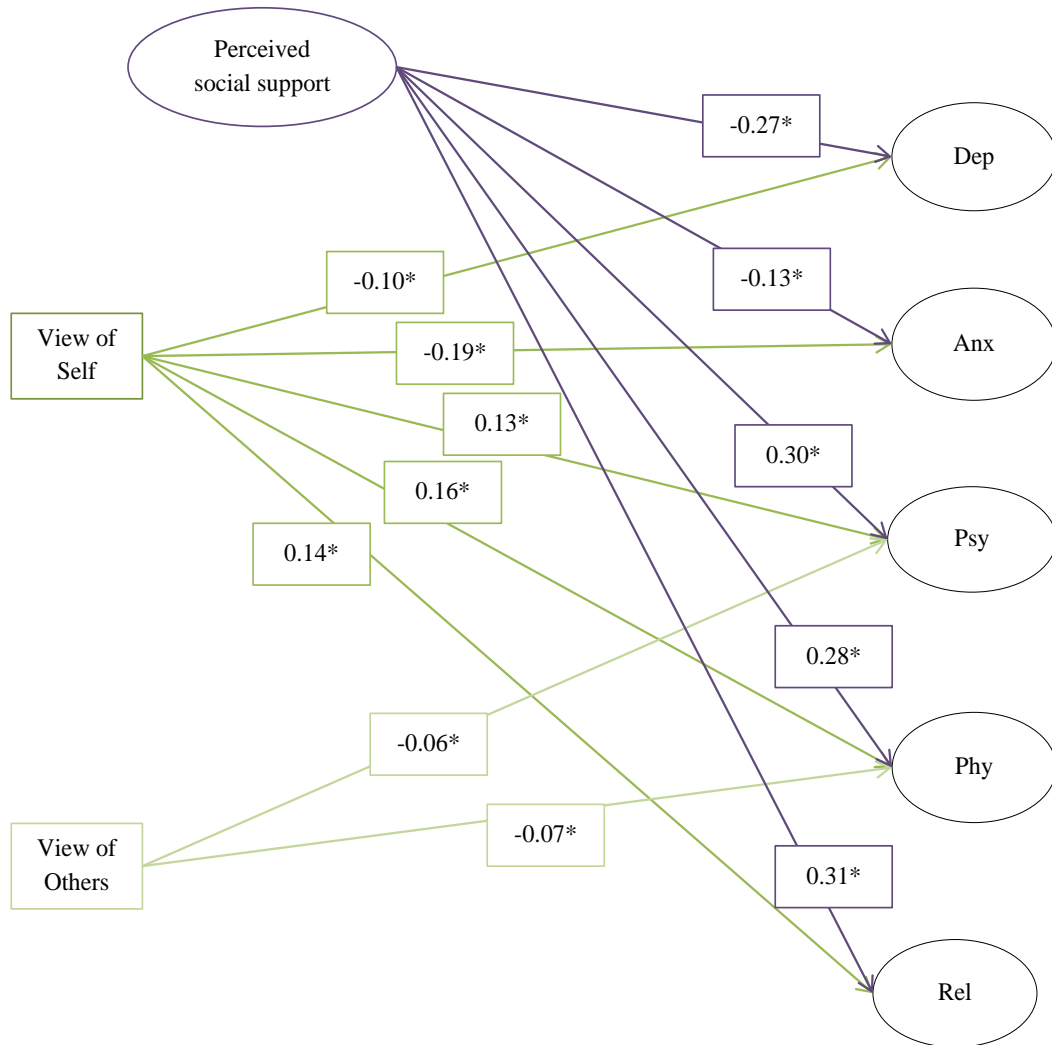 Perceived
social support
-0.27*
Dep
-0.10*
-0.13*
View of
Self
-0.19*
Anx
0.13*
0.30*
0.16*
0.14*
Psy
0.28*
-0.06*
-0.07*
Phy
View of
Others
0.31*
Rel